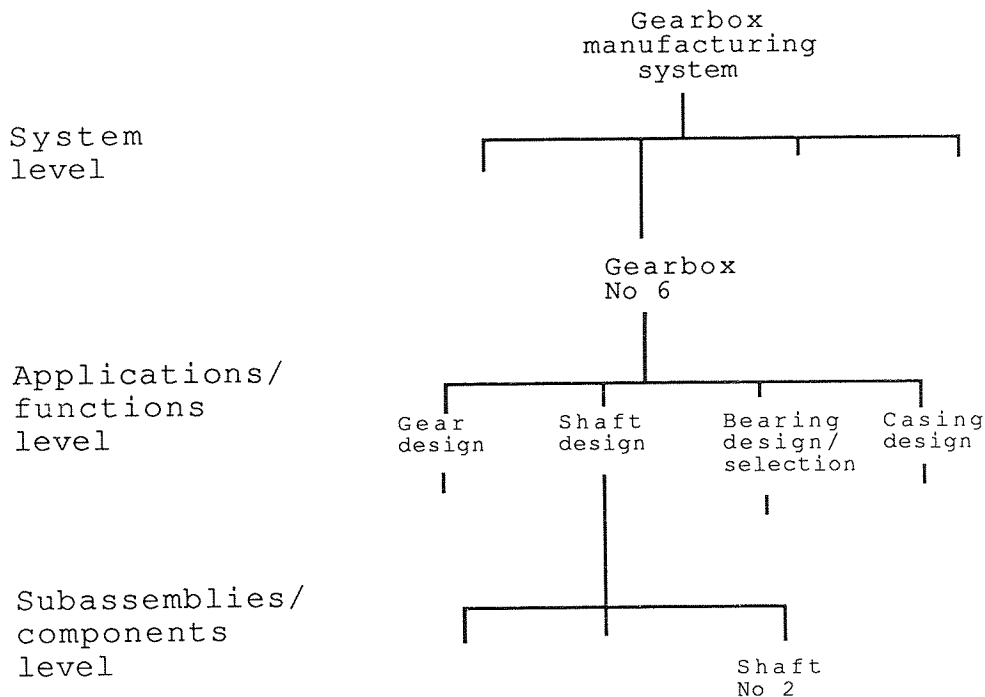 Gearbox
manufacturing
system
System
level
Gearbox
No 6
Applications/
functions
level
Gear
design
Shaft
design
Bearing
design/
selection
Casing
design
Subassemblies/
components
level
Shaft
No 2